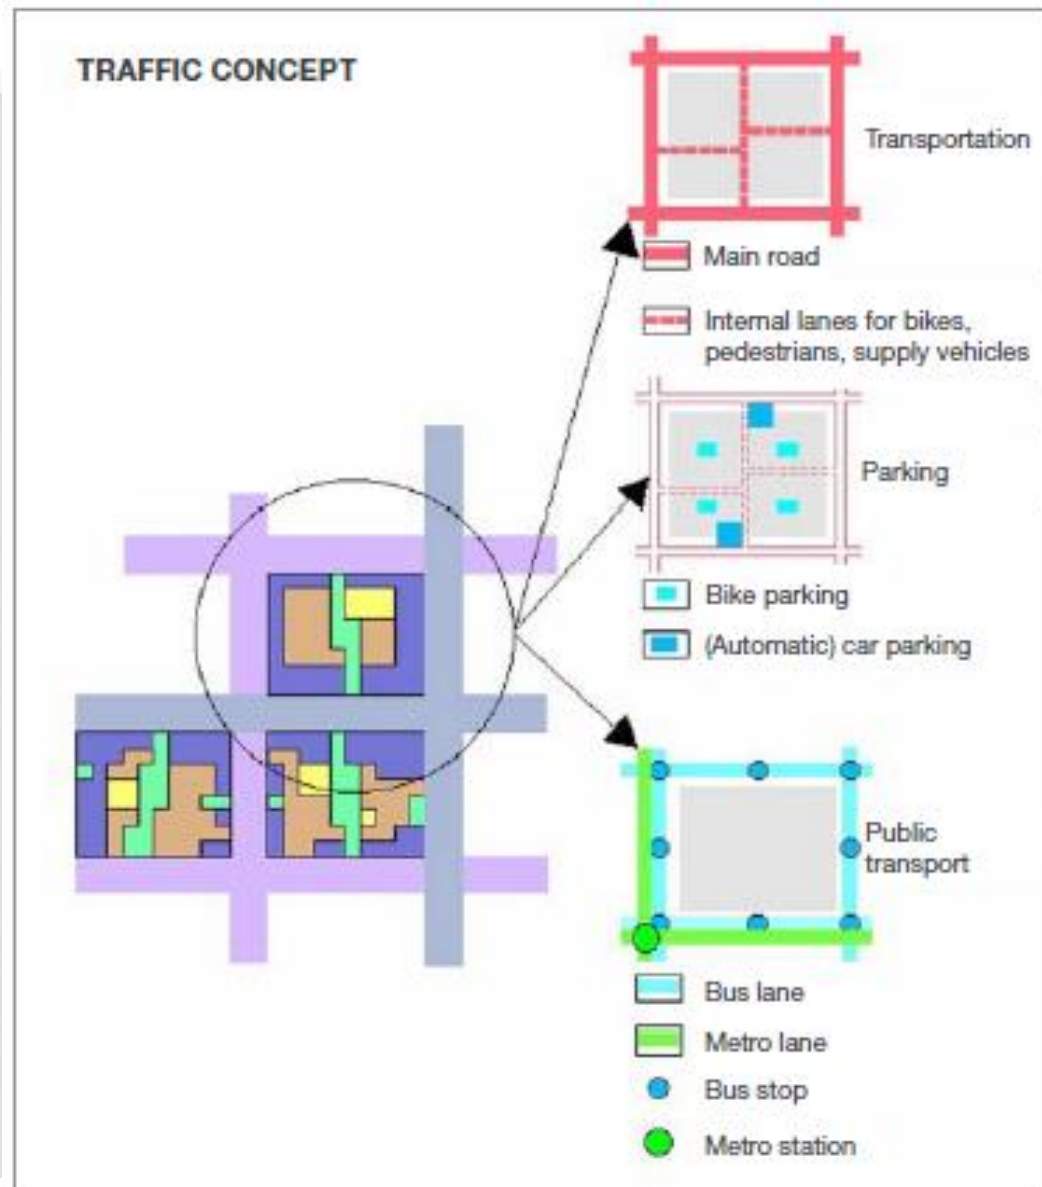 TRAFFIC CONCEPT
Transportation
Main road
Internal lanes for bikes,
pedestrians, supply vehicles
Parking
Bike parking
(Automatic) car parking
Public
transport
Bus lane
Metro lane
Bus stop
Metro station